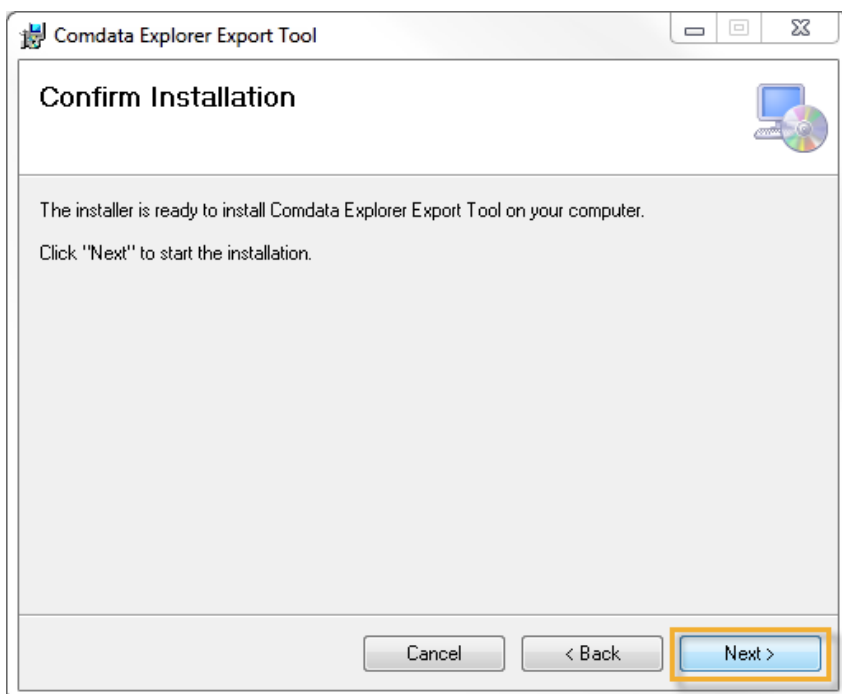 Comdata Explorer Export Tool
Confirm Installation
The installer is ready to install Comdata Explorer Export Tool on your computer.
Click "Next" to start the installation.
Cancel
< Back
Next >